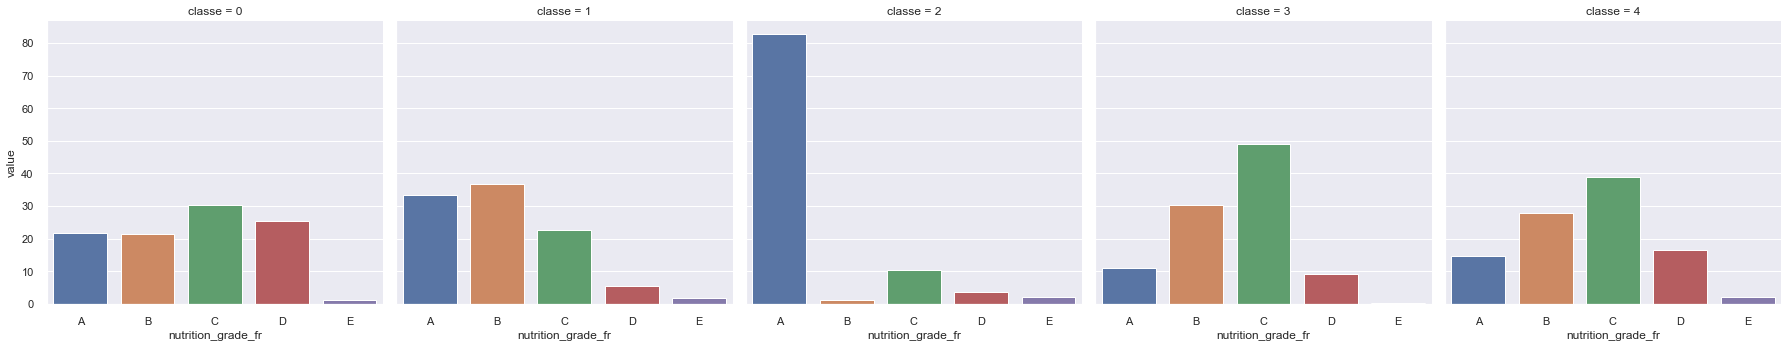 classe = 0 classe = 1 classe = 2 classe = 3 classe = 4
80
70
60
50
40
30
20
10
0
value
A B C D E A B C D E A B C D E A B C D E A B C D E
nutrition_grade_fr nutrition_grade_fr nutrition_grade_fr nutrition_grade_fr nutrition_grade_fr